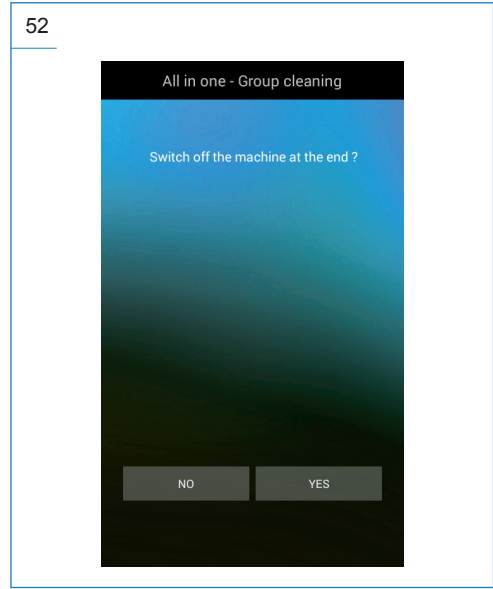 52
All in one - Group cleaning
Switch off the machine at the end ?
NO YES